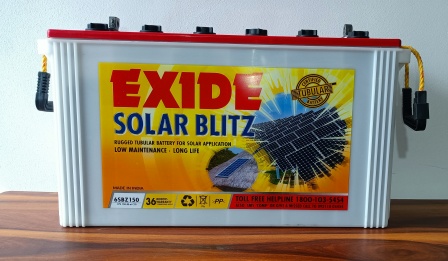 EXIDE
SOLAR BLITZ
RUGGED TUBULAR BATTERY FOR SOLAR APPLICATION
LOW MAINTENANCE - LONG LIFE
TUBULAR
MADE IN INDIA
6SBZ150
36
-PP-
TOLL FREE HELPLINE 1800-103-5454